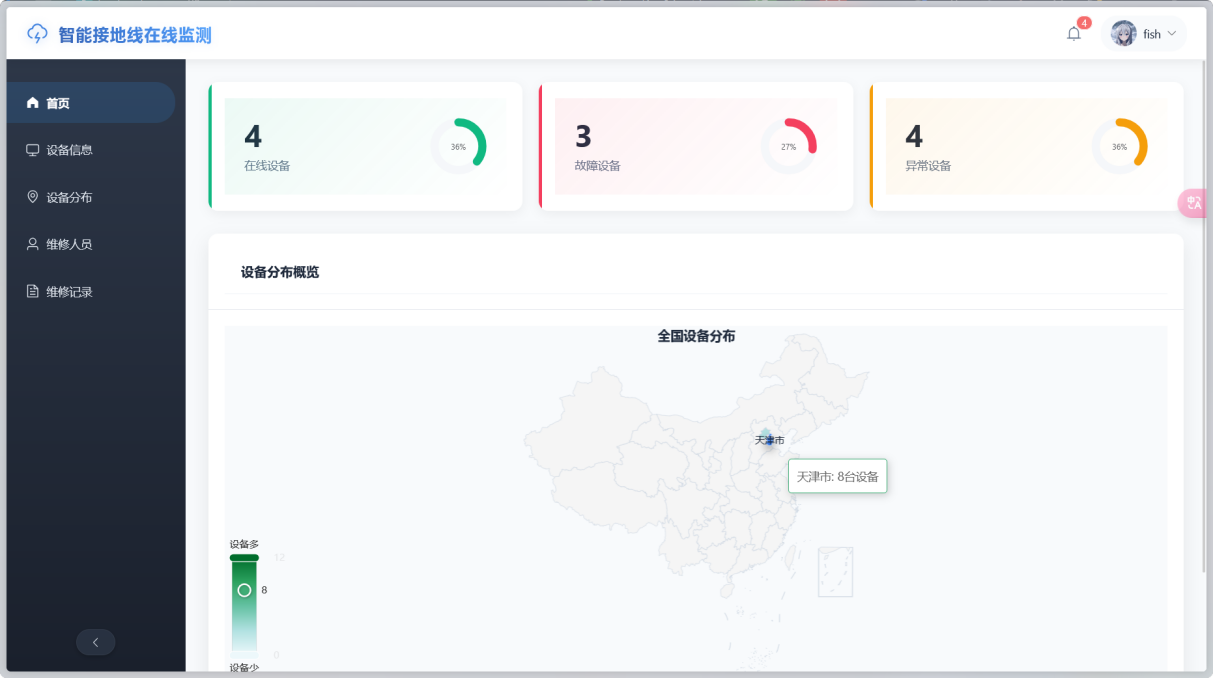 智能接地线在线监测
4
fish
首页
设备信息
设备分布
维修人员
维修记录
4
在线设备
36%
3
故障设备
27%
4
异常设备
36%
中A
设备分布概览
全国设备分布
天津市
天津市: 8台设备
设备多
12
8
0
设备少